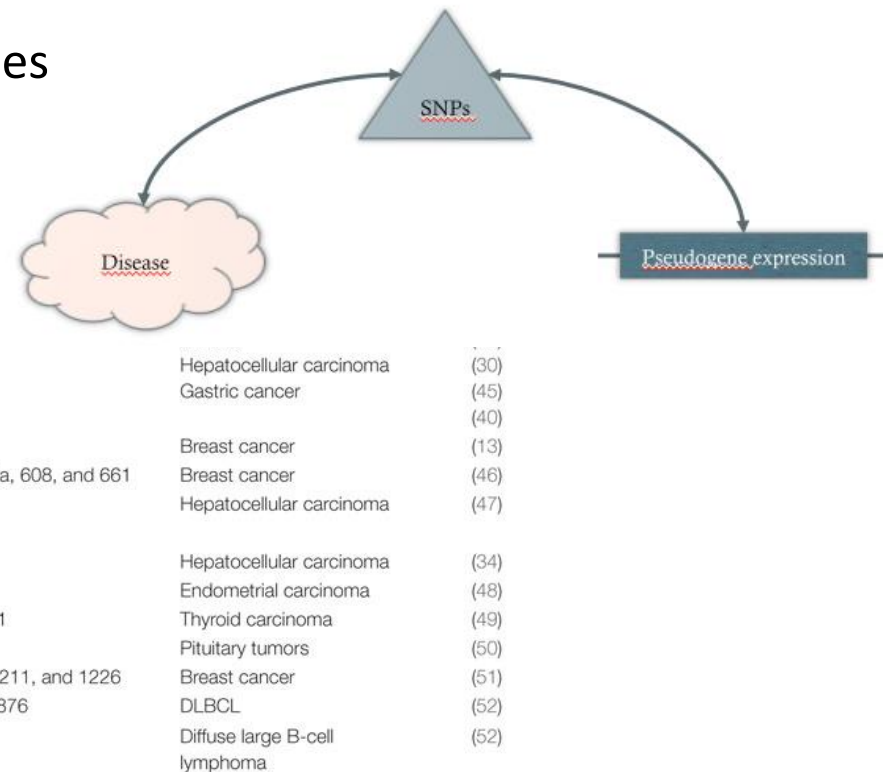 es
SNPs
Disease
Pseudogene expression
Hepatocellular carcinoma (30)
Gastric cancer (45)
(40)
Breast cancer (13)
a, 608, and 661 Breast cancer (46)
Hepatocellular carcinoma (47)
Hepatocellular carcinoma (34)
Endometrial carcinoma (48)
1 Thyroid carcinoma (49)
Pituitary tumors (50)
211, and 1226 Breast cancer (51)
876 DLBCL (52)
Diffuse large B-cell (52)
lymphoma